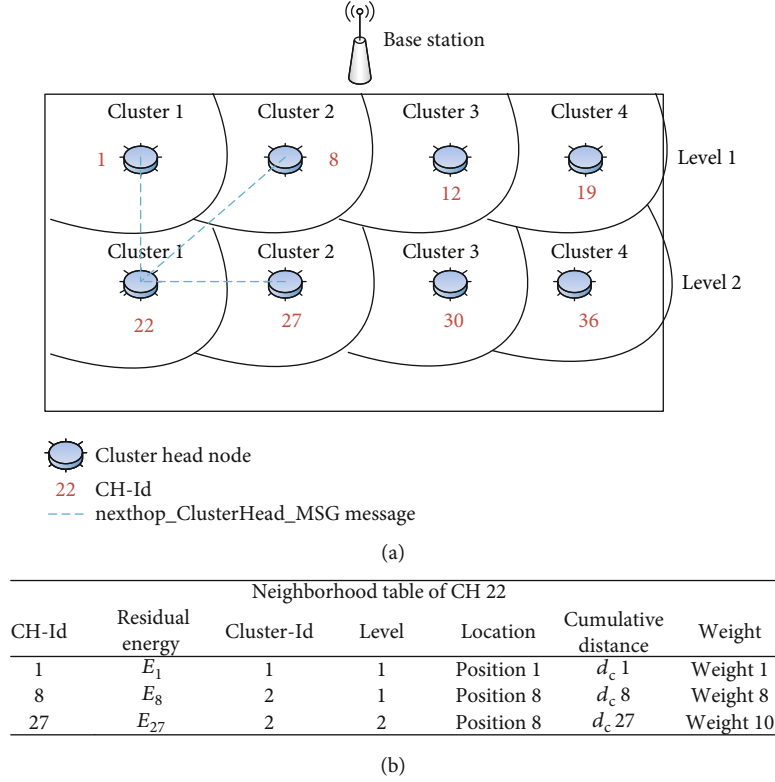 Base station
Cluster 1 Cluster 2 Cluster 3 Cluster 4
1 8 12 19 Level 1
Cluster 1 Cluster 2 Cluster 3 Cluster 4
22 27 30 36 Level 2
Cluster head node
22 CH-Id
nexthop_ClusterHead_MSG message
(a)
Neighborhood table of CH 22
CH-Id Residual energy Cluster-Id Level Location Cumulative distance Weight
1 E1 1 1 Position 1 dc 1 Weight 1
8 E8 2 1 Position 8 dc 8 Weight 8
27 E27 2 2 Position 8 dc 27 Weight 10
(b)